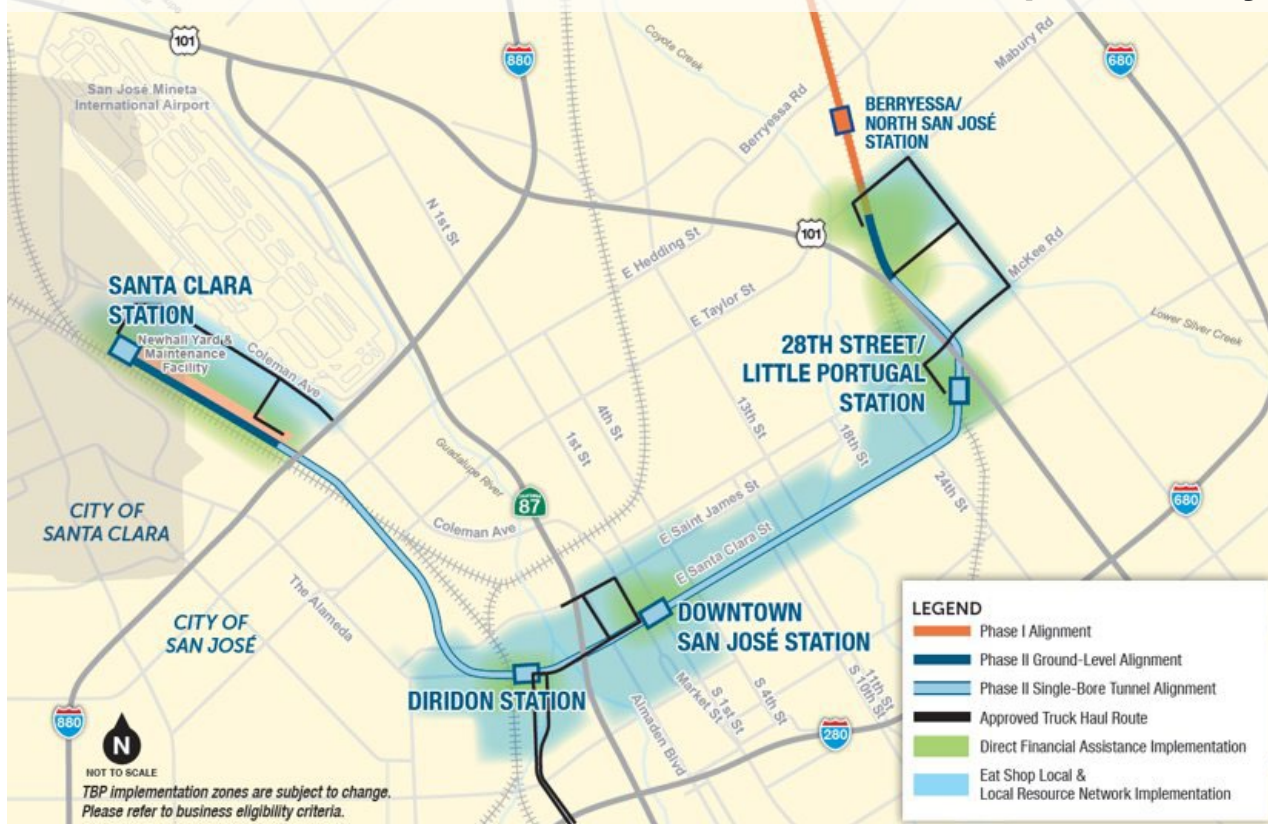 101
880
680
Coyote Creek
Mabury Rd
San José Mineta
International Airport
Berryessa Rd
BERRYESSA/
NORTH SAN JOSÉ
STATION
N 1st St
101
E Hedding St
McKee Rd
SANTA CLARA
STATION
Newhall Yard &
Maintenance
Facility
Coleman Ave
E Taylor St
Lower Silver Creek
28TH STREET/
LITTLE PORTUGAL
STATION
4th St
1st St
13th St
18th St
24th St
Guadalupe River
CALIFORNIA
87
680
CITY OF
SANTA CLARA
Coleman Ave
E Saint James St
E Santa Clara St
The Alameda
CITY OF
SAN JOSÉ
DOWNTOWN
SAN JOSÉ STATION
DIRIDON STATION
Almaden Blvd
Market St
S 1st St
S 4th St
11th St
S 10th St
280
880
N
NOT TO SCALE
TBP implementation zones are subject to change.
Please refer to business eligibility criteria.
LEGEND
Phase I Alignment
Phase II Ground-Level Alignment
Phase II Single-Bore Tunnel Alignment
Approved Truck Haul Route
Direct Financial Assistance Implementation
Eat Shop Local &
Local Resource Network Implementation